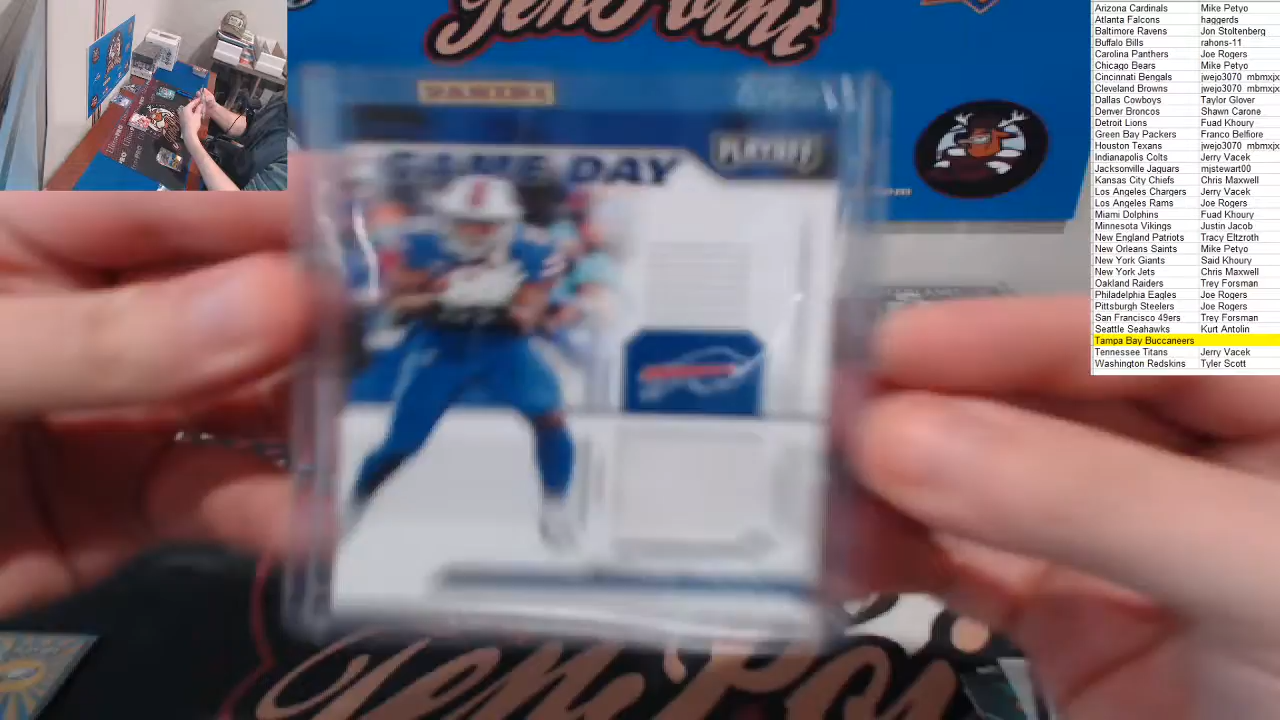 TenPoint
PANINI
PLAYOFF
GAME DAY
TenPoi
Arizona Cardinals Mike Petyo
Atlanta Falcons haggerds
Baltimore Ravens Jon Stoltenberg
Buffalo Bills rahons-11
Carolina Panthers Joe Rogers
Chicago Bears Mike Petyo
Cincinnati Bengals jwejo3070 mbmxjx
Cleveland Browns jwejo3070 mbmxjx
Dallas Cowboys Taylor Glover
Denver Broncos Shawn Carone
Detroit Lions Fuad Khoury
Green Bay Packers Franco Belfiore
Houston Texans jwejo3070 mbmxjx
Indianapolis Colts Jerry Vacek
Jacksonville Jaguars mjstewart00
Kansas City Chiefs Chris Maxwell
Los Angeles Chargers Jerry Vacek
Los Angeles Rams Joe Rogers
Miami Dolphins Fuad Khoury
Minnesota Vikings Justin Jacob
New England Patriots Tracy Eltzroth
New Orleans Saints Mike Petyo
New York Giants Said Khoury
New York Jets Chris Maxwell
Oakland Raiders Trey Forsman
Philadelphia Eagles Joe Rogers
Pittsburgh Steelers Joe Rogers
San Francisco 49ers Trey Forsman
Seattle Seahawks Kurt Antolin
Tampa Bay Buccaneers
Tennessee Titans Jerry Vacek
Washington Redskins Tyler Scott